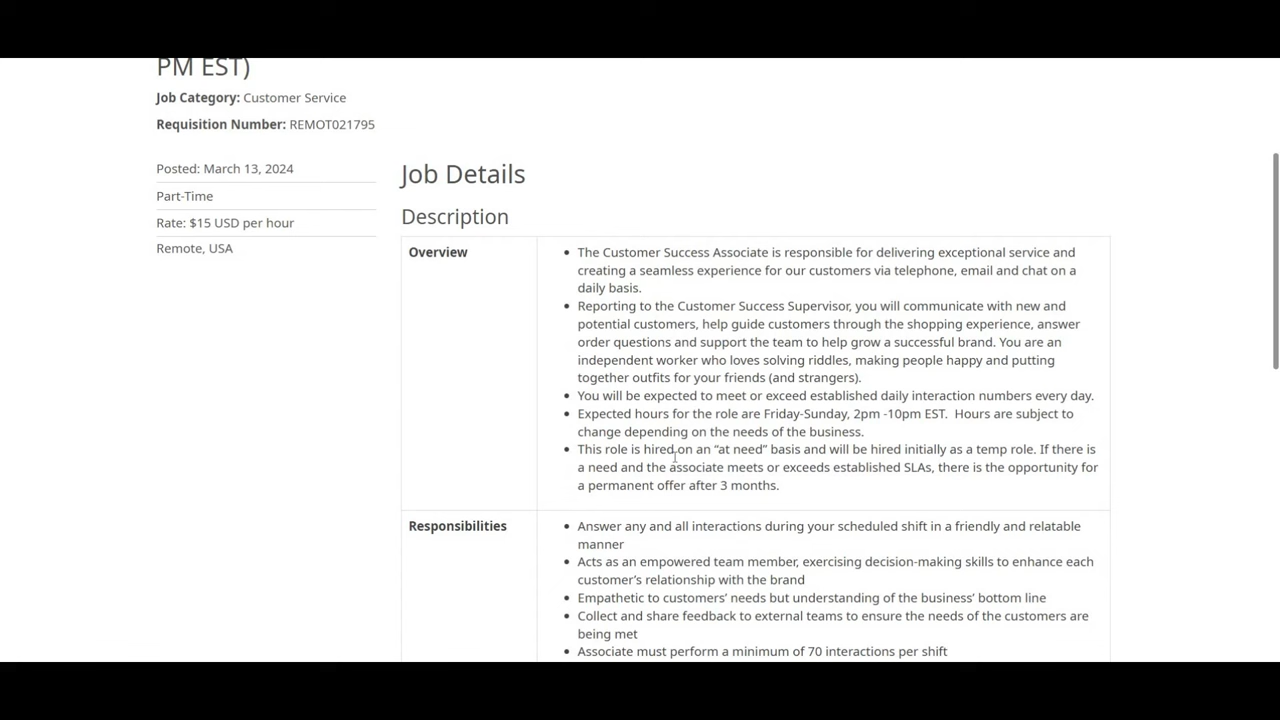 PM EST)
Job Category: Customer Service
Requisition Number: REMOT021795
Posted: March 13, 2024
Part-Time
Rate: $15 USD per hour
Remote, USA
Job Details
Description
Overview
The Customer Success Associate is responsible for delivering exceptional service and
creating a seamless experience for our customers via telephone, email and chat on a
daily basis.
Reporting to the Customer Success Supervisor, you will communicate with new and
potential customers, help guide customers through the shopping experience, answer
order questions and support the team to help grow a successful brand. You are an
independent worker who loves solving riddles, making people happy and putting
together outfits for your friends (and strangers).
You will be expected to meet or exceed established daily interaction numbers every day.
Expected hours for the role are Friday-Sunday, 2pm -10pm EST.  Hours are subject to
change depending on the needs of the business.
This role is hired on an “at need” basis and will be hired initially as a temp role. If there is
a need and the associate meets or exceeds established SLAs, there is the opportunity for
a permanent offer after 3 months.
Responsibilities
Answer any and all interactions during your scheduled shift in a friendly and relatable
manner
Acts as an empowered team member, exercising decision-making skills to enhance each
customer’s relationship with the brand
Empathetic to customers’ needs but understanding of the business’ bottom line
Collect and share feedback to external teams to ensure the needs of the customers are
being met
Associate must perform a minimum of 70 interactions per shift